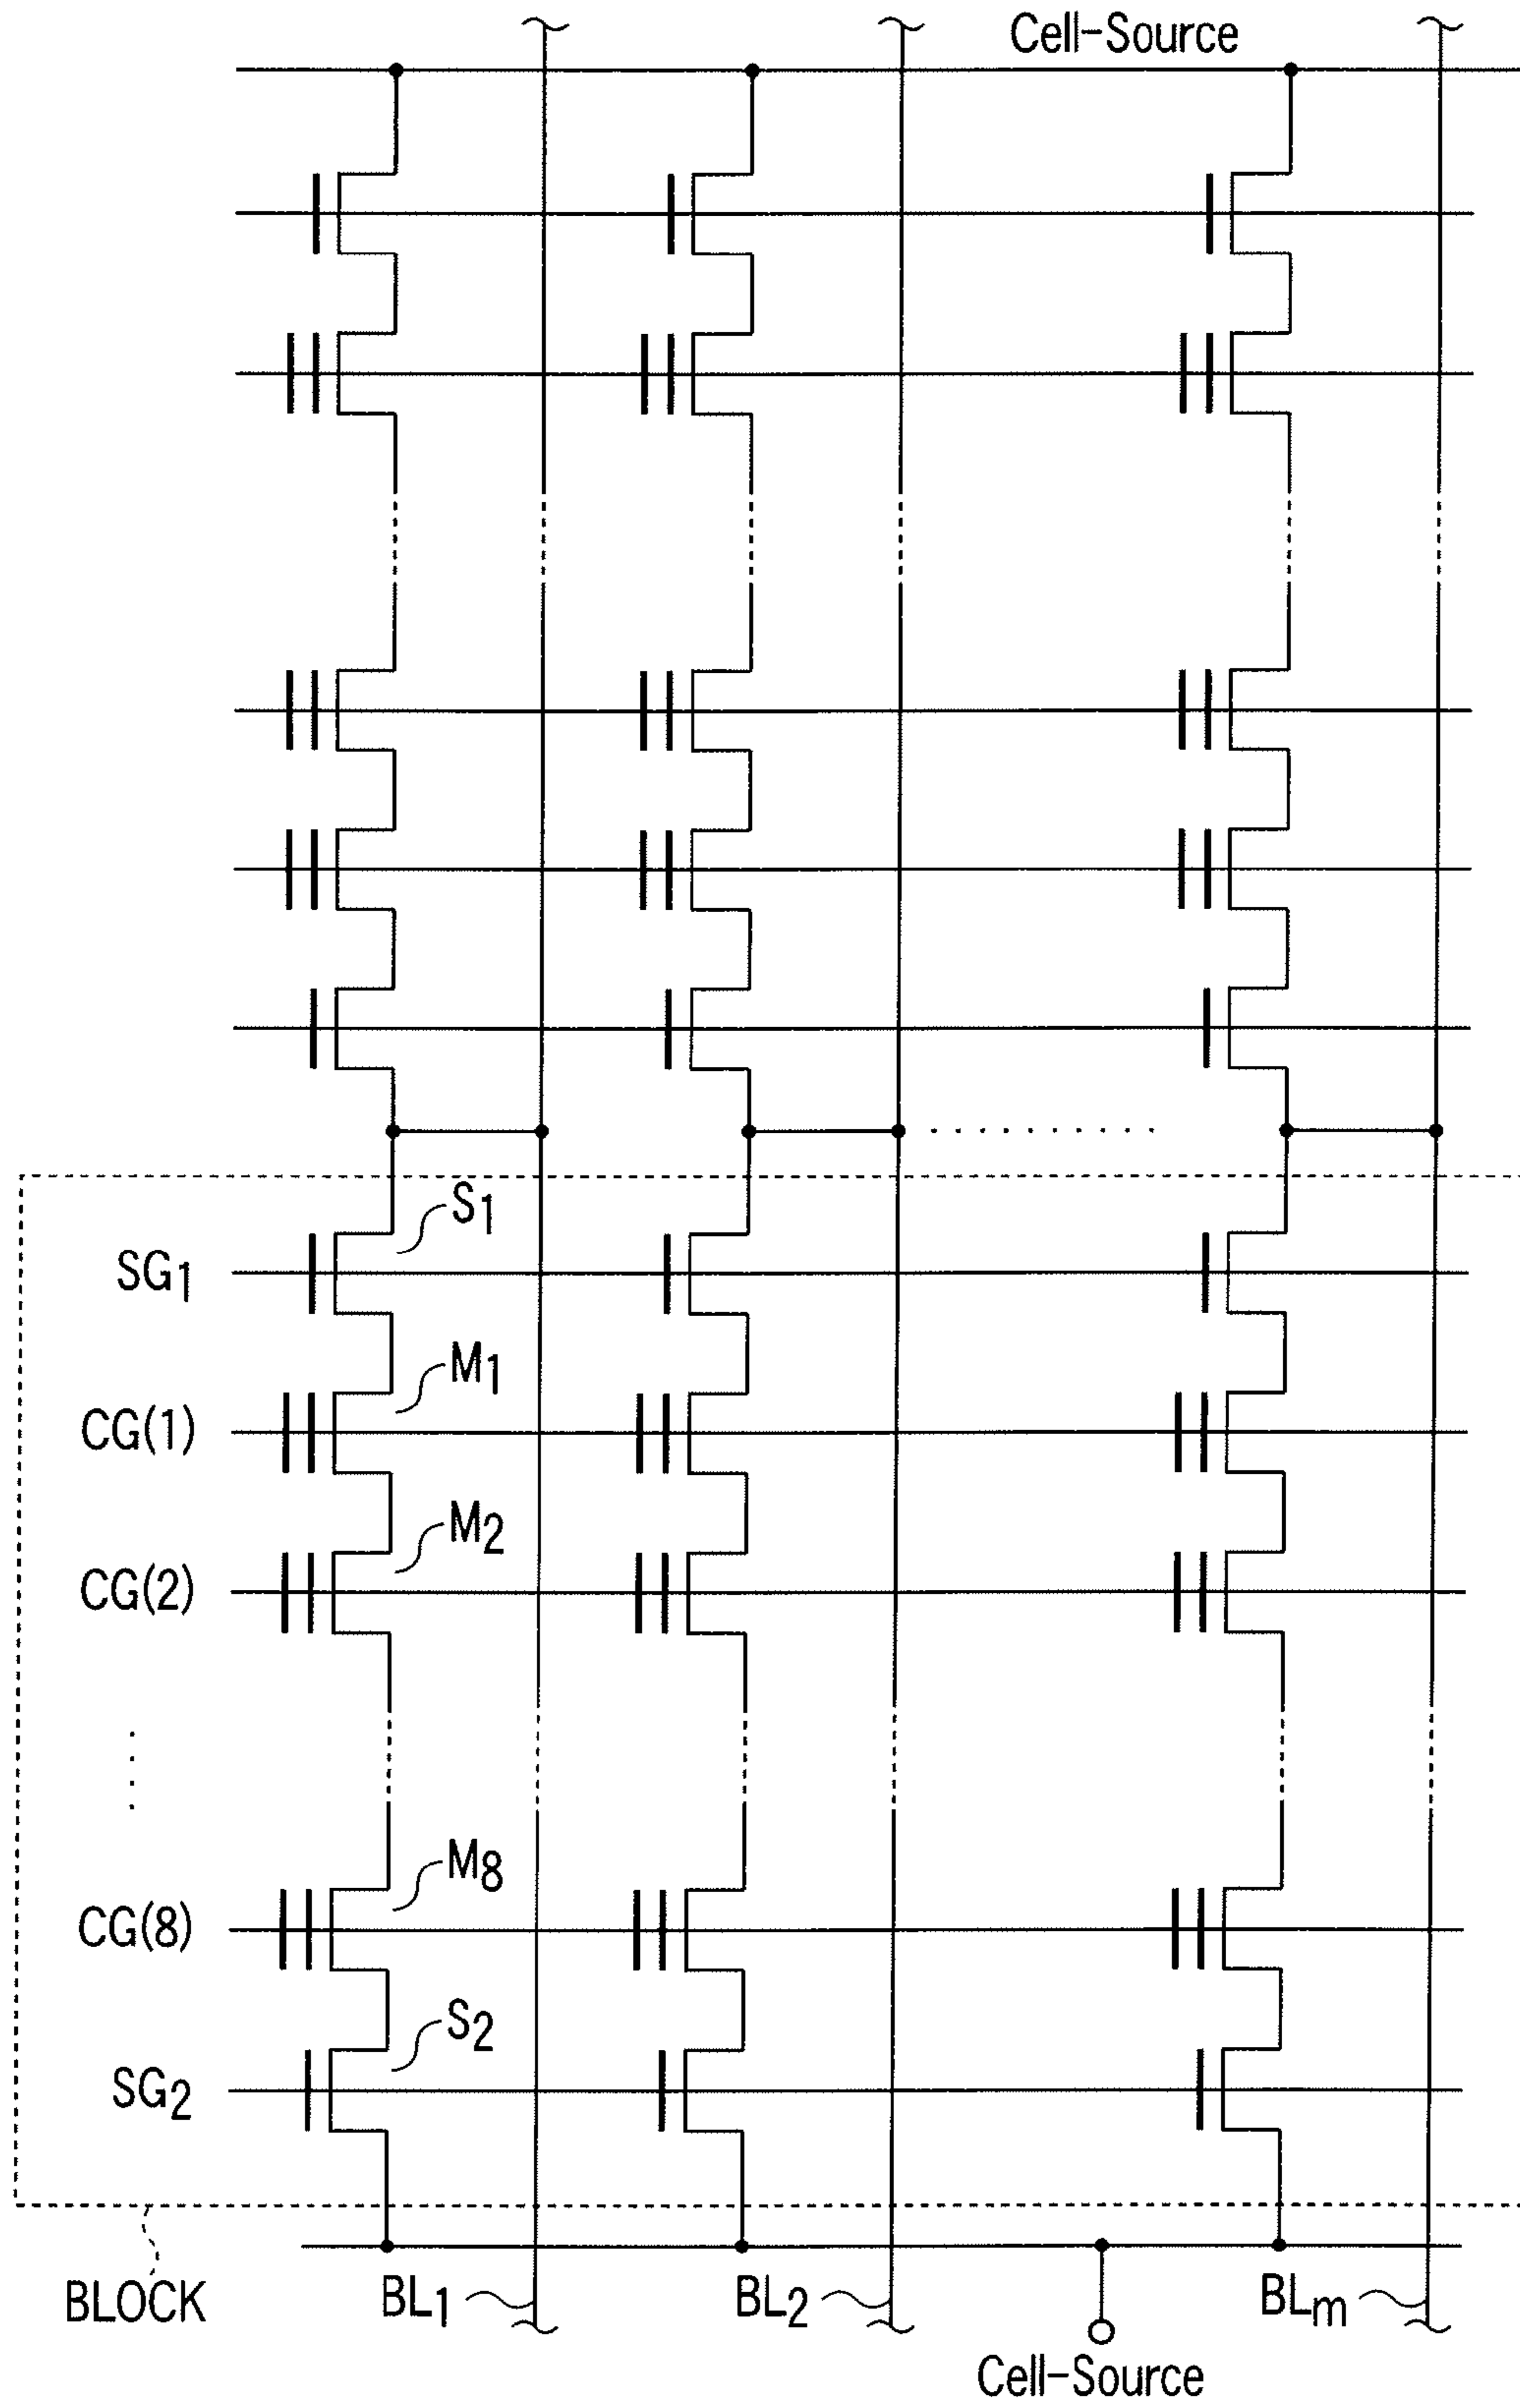 Cell-Source
S1
SG1
M1
CG(1)
M2
CG(2)
M8
CG(8)
S2
SG2
BLOCK
BL1
BL2
BLm
Cell-Source